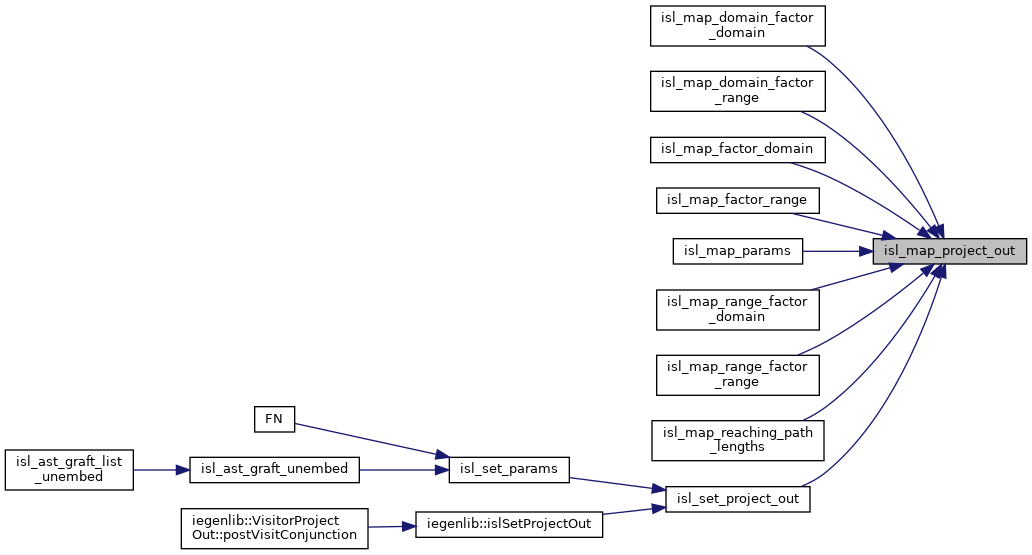 isl_map_domain_factor
_domain
isl_map_domain_factor
_range
isl_map_factor_domain
isl_map_factor_range
isl_map_params
isl_map_project_out
isl_map_range_factor
_domain
isl_map_range_factor
_range
isl_map_reaching_path
_lengths
FN
isl_ast_graft_list
_unembed
isl_ast_graft_unembed
isl_set_params
isl_set_project_out
iegenlib::VisitorProject
Out::postVisitConjunction
iegenlib::islSetProjectOut